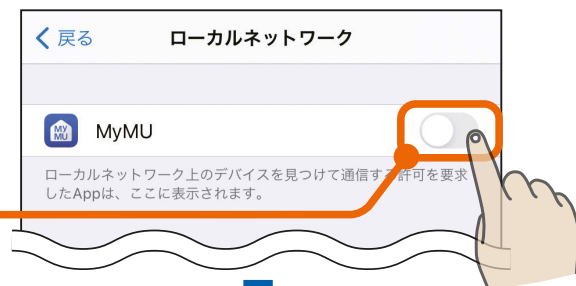 戻る
ローカルネットワーク
MY
MU
MyMU
ローカルネットワーク上のデバイスを見つけて通信する許可を要求
したAppは、ここに表示されます。